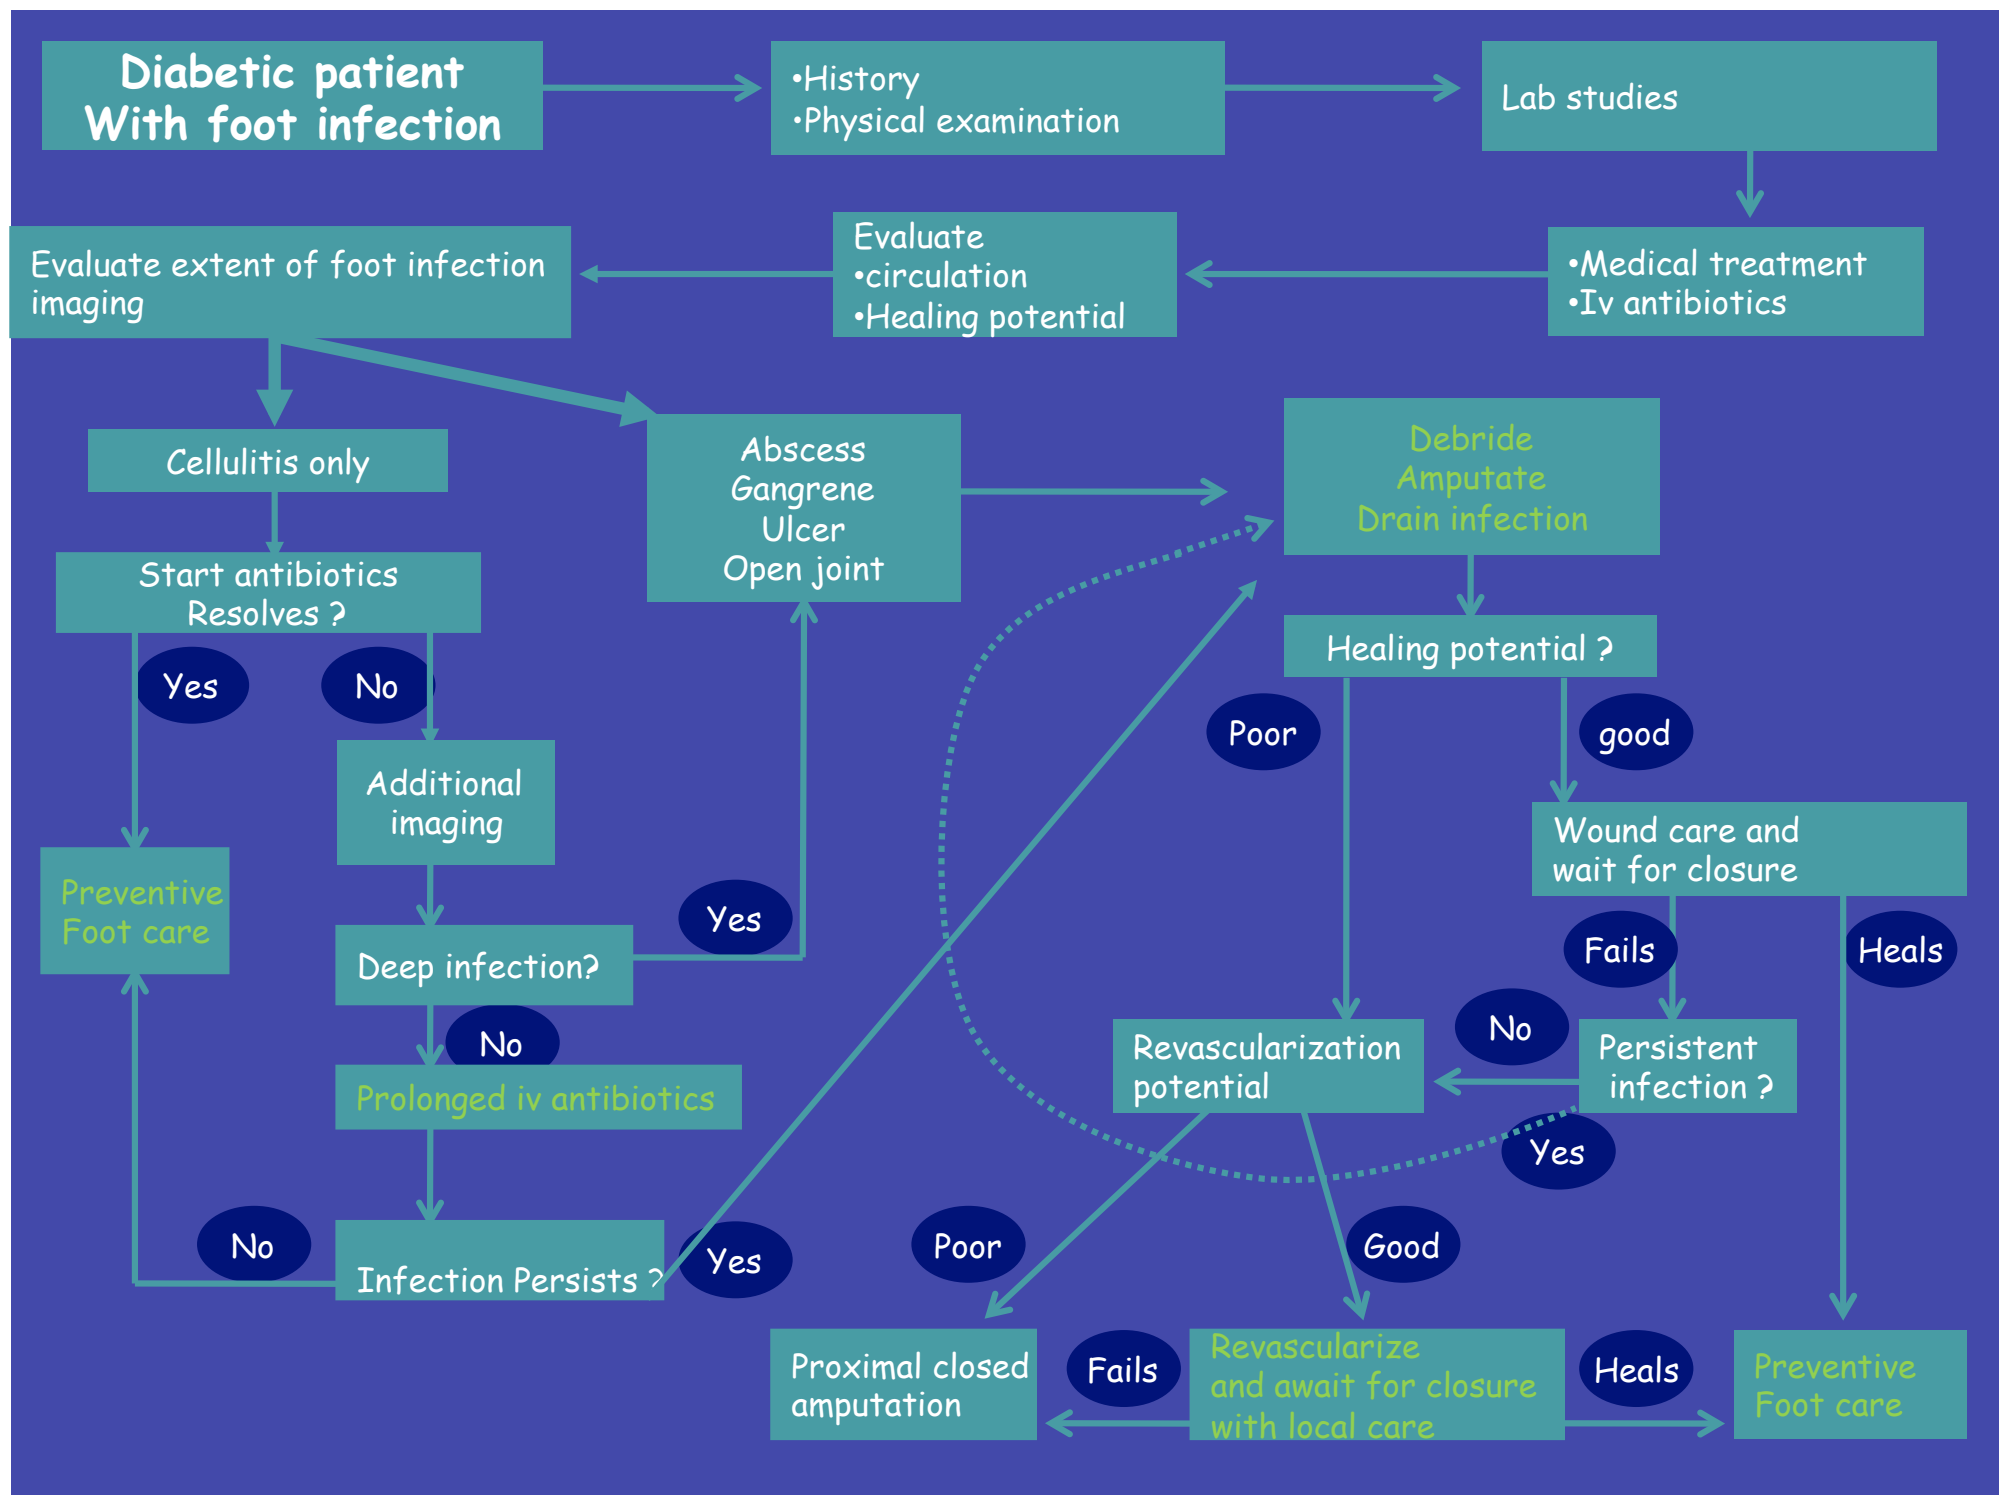 Diabetic patient
With foot infection
•History
•Physical examination
Lab studies
Evaluate extent of foot infection
imaging
Evaluate
•circulation
•Healing potential
•Medical treatment
•Iv antibiotics
Cellulitis only
Abscess
Gangrene
Ulcer
Open joint
Debride
Amputate
Drain infection
Start antibiotics
Resolves ?
Healing potential ?
Yes
No
Poor
good
Additional
imaging
Wound care and
wait for closure
Preventive
Foot care
Yes
Deep infection?
Fails
Heals
No
No
Revascularization
potential
Persistent
infection ?
Prolonged iv antibiotics
Yes
No
Infection Persists ?
Yes
Poor
Good
Proximal closed
amputation
Fails
Revascularize
and await for closure
with local care
Heals
Preventive
Foot care